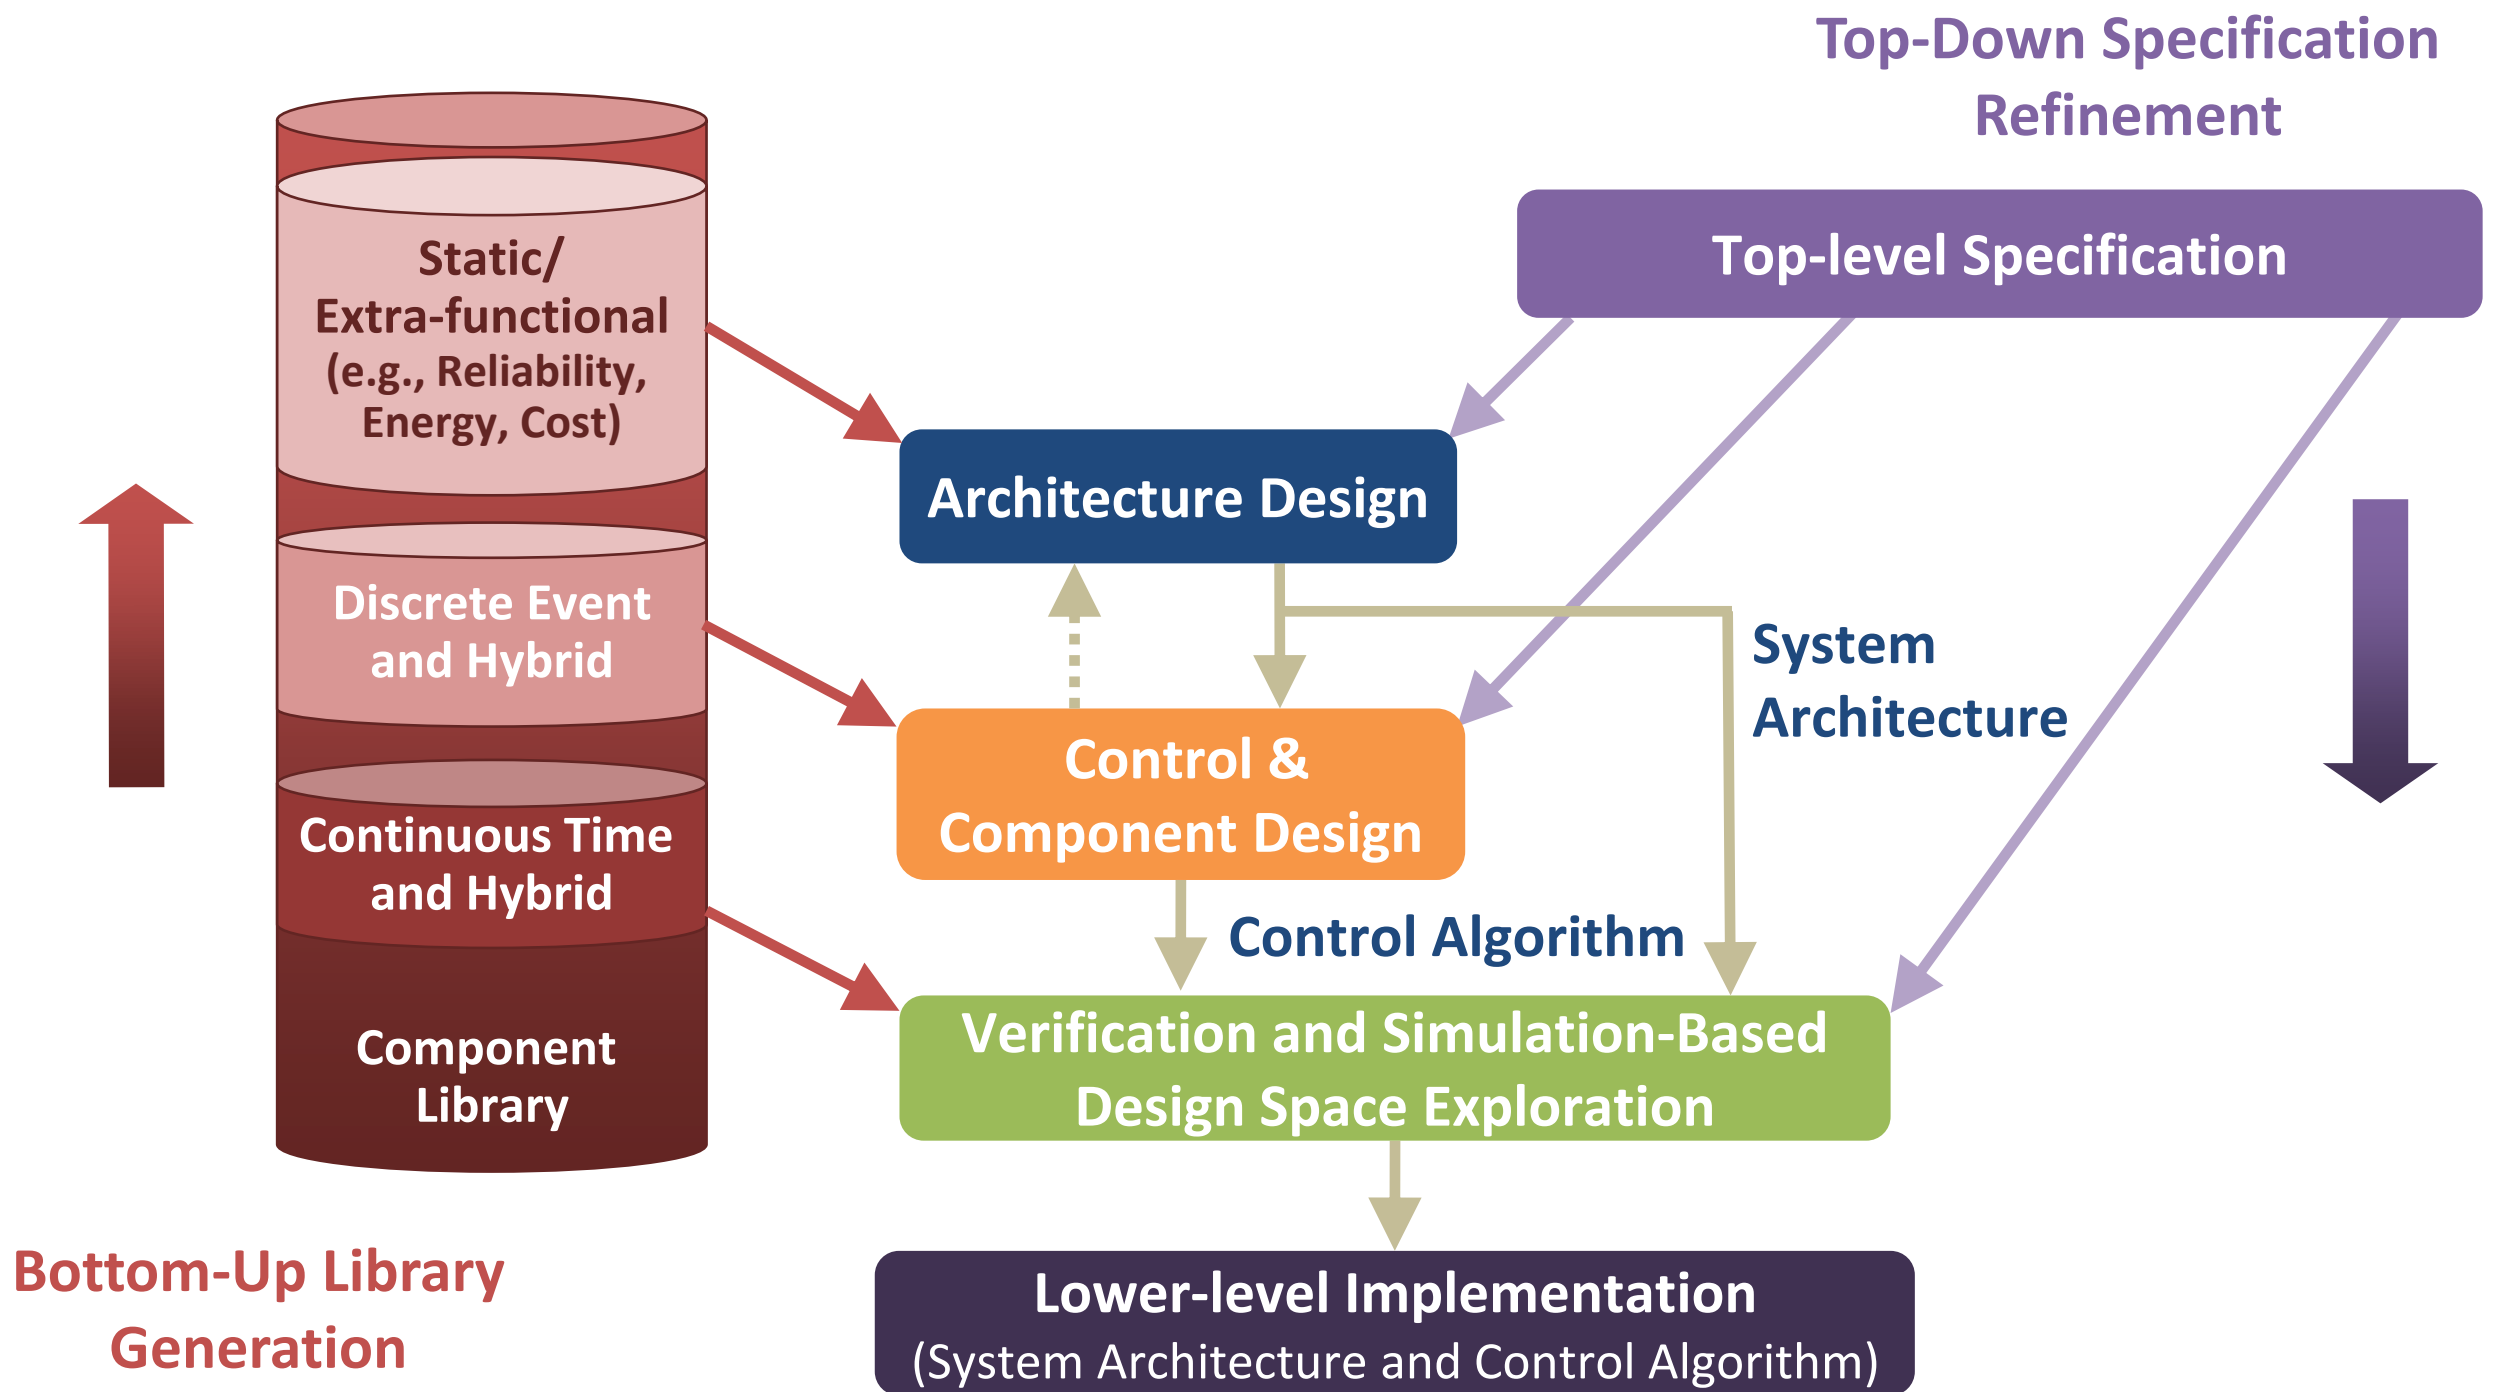 Top-Down Specification
Refinement
Top-level Specification
Static/
Extra-functional
(e.g., Reliability,
Energy, Cost)
Architecture Design
Discrete Event
and Hybrid
System
Architecture
Control &
Component Design
Continuous Time
and Hybrid
Control Algorithm
Verification and Simulation-Based
Design Space Exploration
Component
Library
Bottom-Up Library
Generation
Lower-level Implementation
(System Architecture and Control Algorithm)